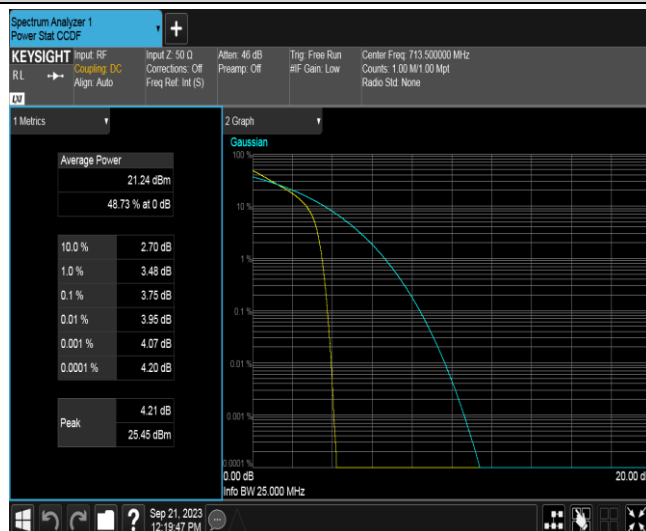 Spectrum Analyzer 1
Power Stat CCDF
+
KEYSIGHT
RL
LXI
Input: RF
Coupling: DC
Align: Auto
Input Z: 50 Ω
Corrections: Off
Freq Ref: Int (S)
Atten: 46 dB
Preamp: Off
Trig: Free Run
#IF Gain: Low
Center Freq: 713.500000 MHz
Counts: 1.00 M/1.00 Mpt
Radio Std: None
1 Metrics
Average Power
21.24 dBm
48.73 % at 0 dB
10.0 % 2.70 dB
1.0 % 3.48 dB
0.1 % 3.75 dB
0.01 % 3.95 dB
0.001 % 4.07 dB
0.0001 % 4.20 dB
Peak
4.21 dB
25.45 dBm
2 Graph
Gaussian
100 %
10 %
1 %
0.1 %
0.01 %
0.001 %
0.0001 %
0.00 dB
20.00 d
Info BW 25.000 MHz
?
Sep 21, 2023
12:19:47 PM